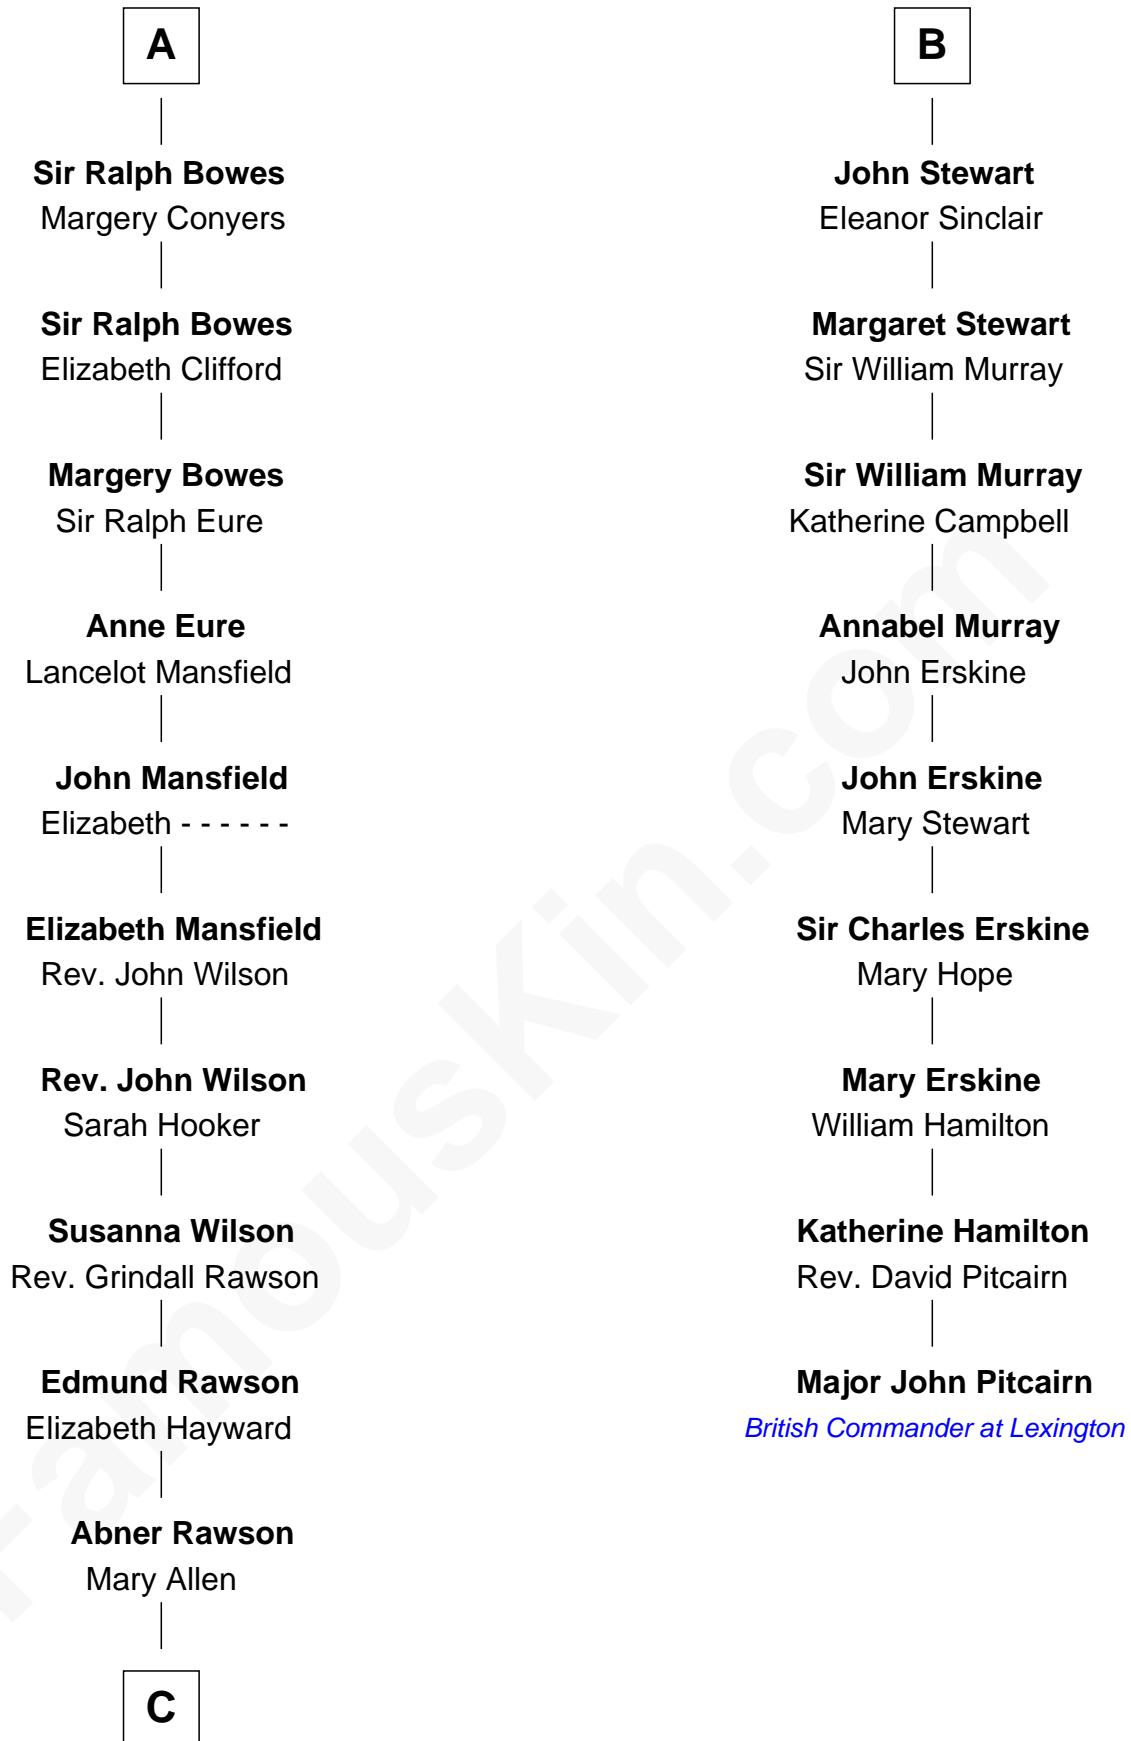 A
Sir Ralph Bowes
Margery Conyers
Sir Ralph Bowes
Elizabeth Clifford
Margery Bowes
Sir Ralph Eure
Anne Eure
Lancelot Mansfield
John Mansfield
Elizabeth - - - - - -
Elizabeth Mansfield
Rev. John Wilson
Rev. John Wilson
Sarah Hooker
Susanna Wilson
Rev. Grindall Rawson
Edmund Rawson
Elizabeth Hayward
Abner Rawson
Mary Allen
C
B
John Stewart
Eleanor Sinclair
Margaret Stewart
Sir William Murray
Sir William Murray
Katherine Campbell
Annabel Murray
John Erskine
John Erskine
Mary Stewart
Sir Charles Erskine
Mary Hope
Mary Erskine
William Hamilton
Katherine Hamilton
Rev. David Pitcairn
Major John Pitcairn
British Commander at Lexington
FamousKin.com